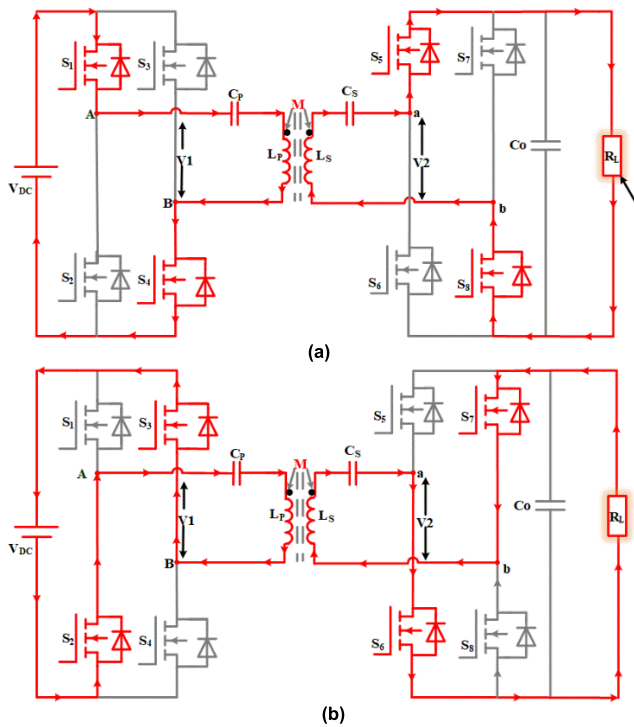 S1
S3
S5
S7
A
CP
M
CS
a
V1
LP
LS
V2
Co
RL
VDC
B
b
S2
S4
S6
S8
(a)
S1
S3
S5
S7
A
CP
M
CS
a
V1
LP
LS
V2
Co
RL
VDC
B
b
S2
S4
S6
S8
(b)